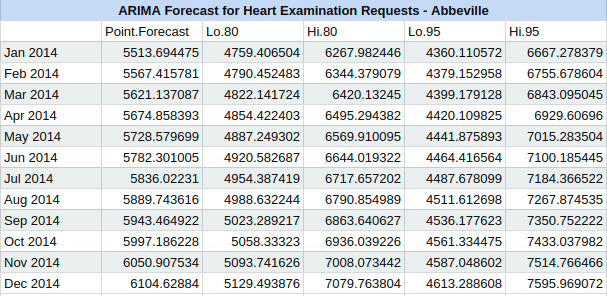 ARIMA Forecast for Heart Examination Requests - Abbeville
Point.Forecast Lo.80 Hi.80 Lo.95 Hi.95
Jan 2014 5513.694475 4759.406504 6267.982446 4360.110572 6667.278379
Feb 2014 5567.415781 4790.452483 6344.379079 4379.152958 6755.678604
Mar 2014 5621.137087 4822.141724 6420.13245 4399.179128 6843.095045
Apr 2014 5674.858393 4854.422403 6495.294382 4420.109825 6929.60696
May 2014 5728.579699 4887.249302 6569.910095 4441.875893 7015.283504
Jun 2014 5782.301005 4920.582687 6644.019322 4464.416564 7100.185445
Jul 2014 5836.02231 4954.387419 6717.657202 4487.678099 7184.366522
Aug 2014 5889.743616 4988.632244 6790.854989 4511.612698 7267.874535
Sep 2014 5943.464922 5023.289217 6863.640627 4536.177623 7350.752222
Oct 2014 5997.186228 5058.33323 6936.039226 4561.334475 7433.037982
Nov 2014 6050.907534 5093.741626 7008.073442 4587.048602 7514.766466
Dec 2014 6104.62884 5129.493876 7079.763804 4613.288608 7595.969072